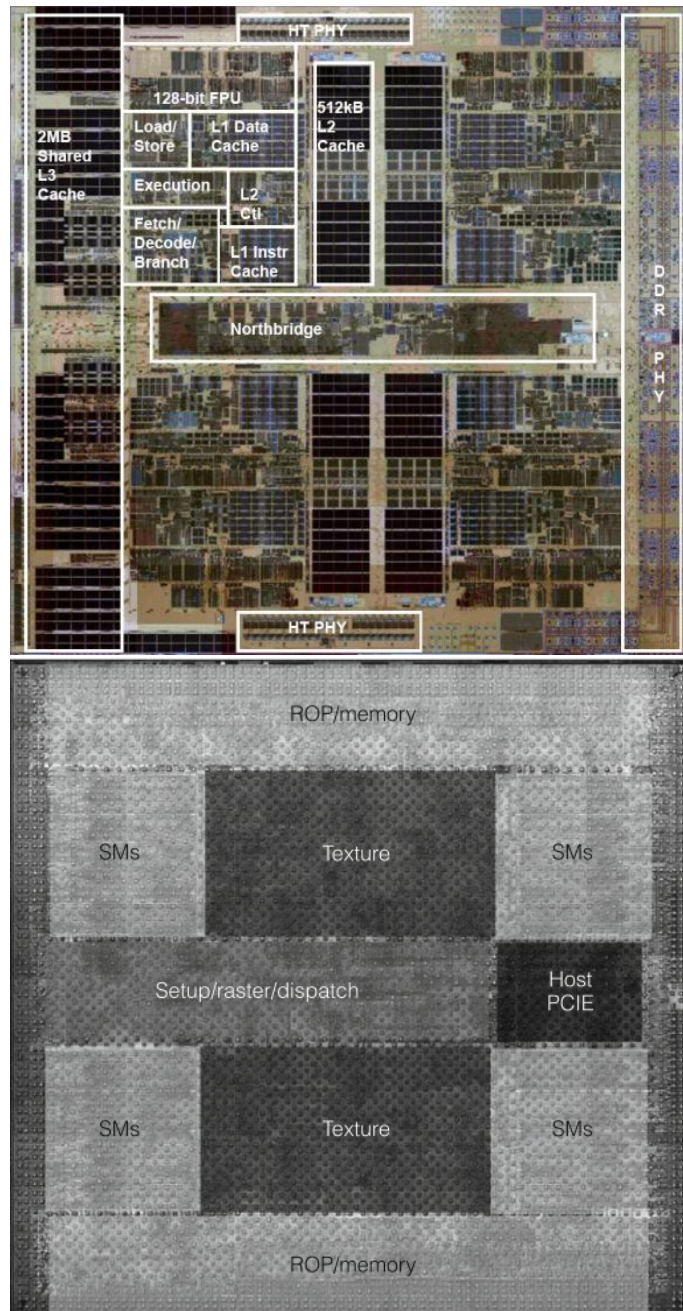 HT PHY
128-bit FPU
2MB
Shared
L3
Cache
Load/
Store
L1 Data
Cache
512kB
L2
Cache
Execution
L2
Ctl
Fetch/
Decode/
Branch
L1 Instr
Cache
Northbridge
DDR PHY
HT PHY
ROP/memory
SMs
Texture
SMs
Setup/raster/dispatch
Host
PCIE
SMs
Texture
SMs
ROP/memory